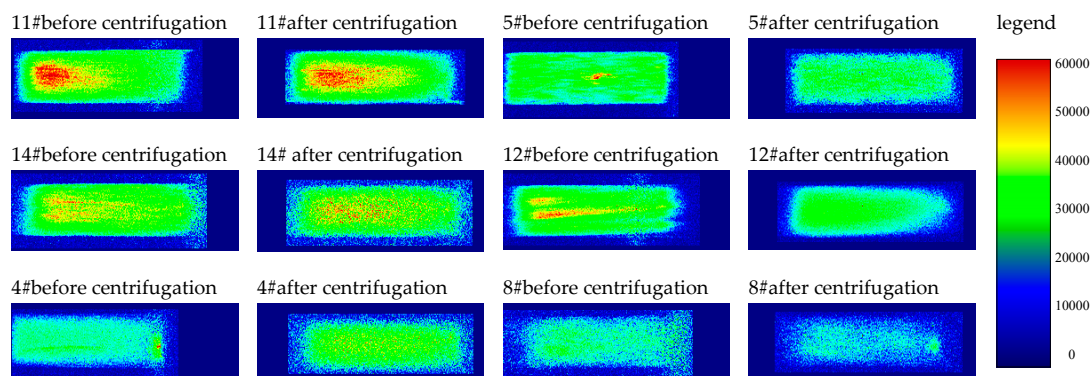 11#before centrifugation
11#after centrifugation
5#before centrifugation
5#after centrifugation
legend
60000
50000
40000
30000
20000
10000
0
14#before centrifugation
14# after centrifugation
12#before centrifugation
12#after centrifugation
4#before centrifugation
4#after centrifugation
8#before centrifugation
8#after centrifugation